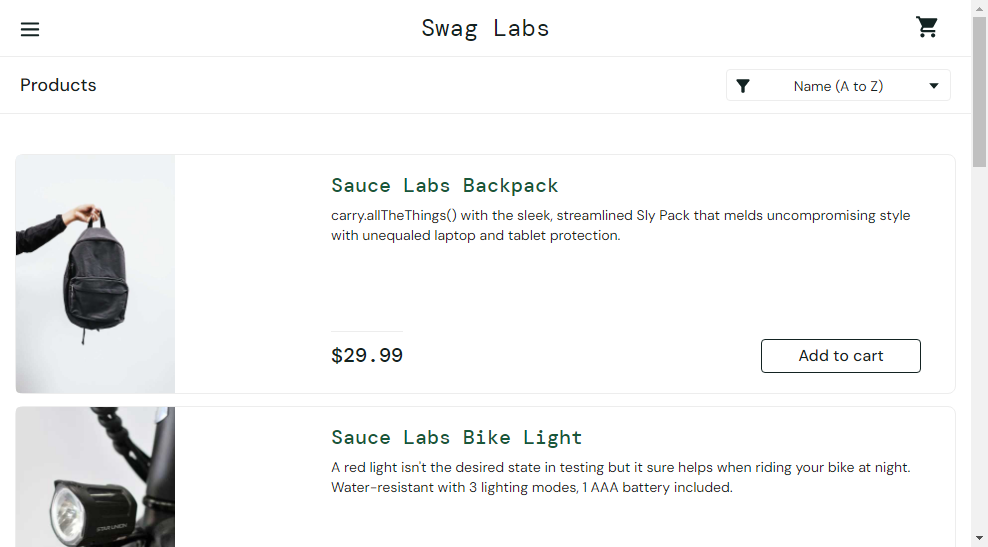 Swag Labs
Products
Name (A to Z)
Sauce Labs Backpack
carry.allTheThings() with the sleek, streamlined Sly Pack that melds uncompromising style
with unequaled laptop and tablet protection.
$29.99
Add to cart
Sauce Labs Bike Light
A red light isn't the desired state in testing but it sure helps when riding your bike at night.
Water-resistant with 3 lighting modes, 1 AAA battery included.